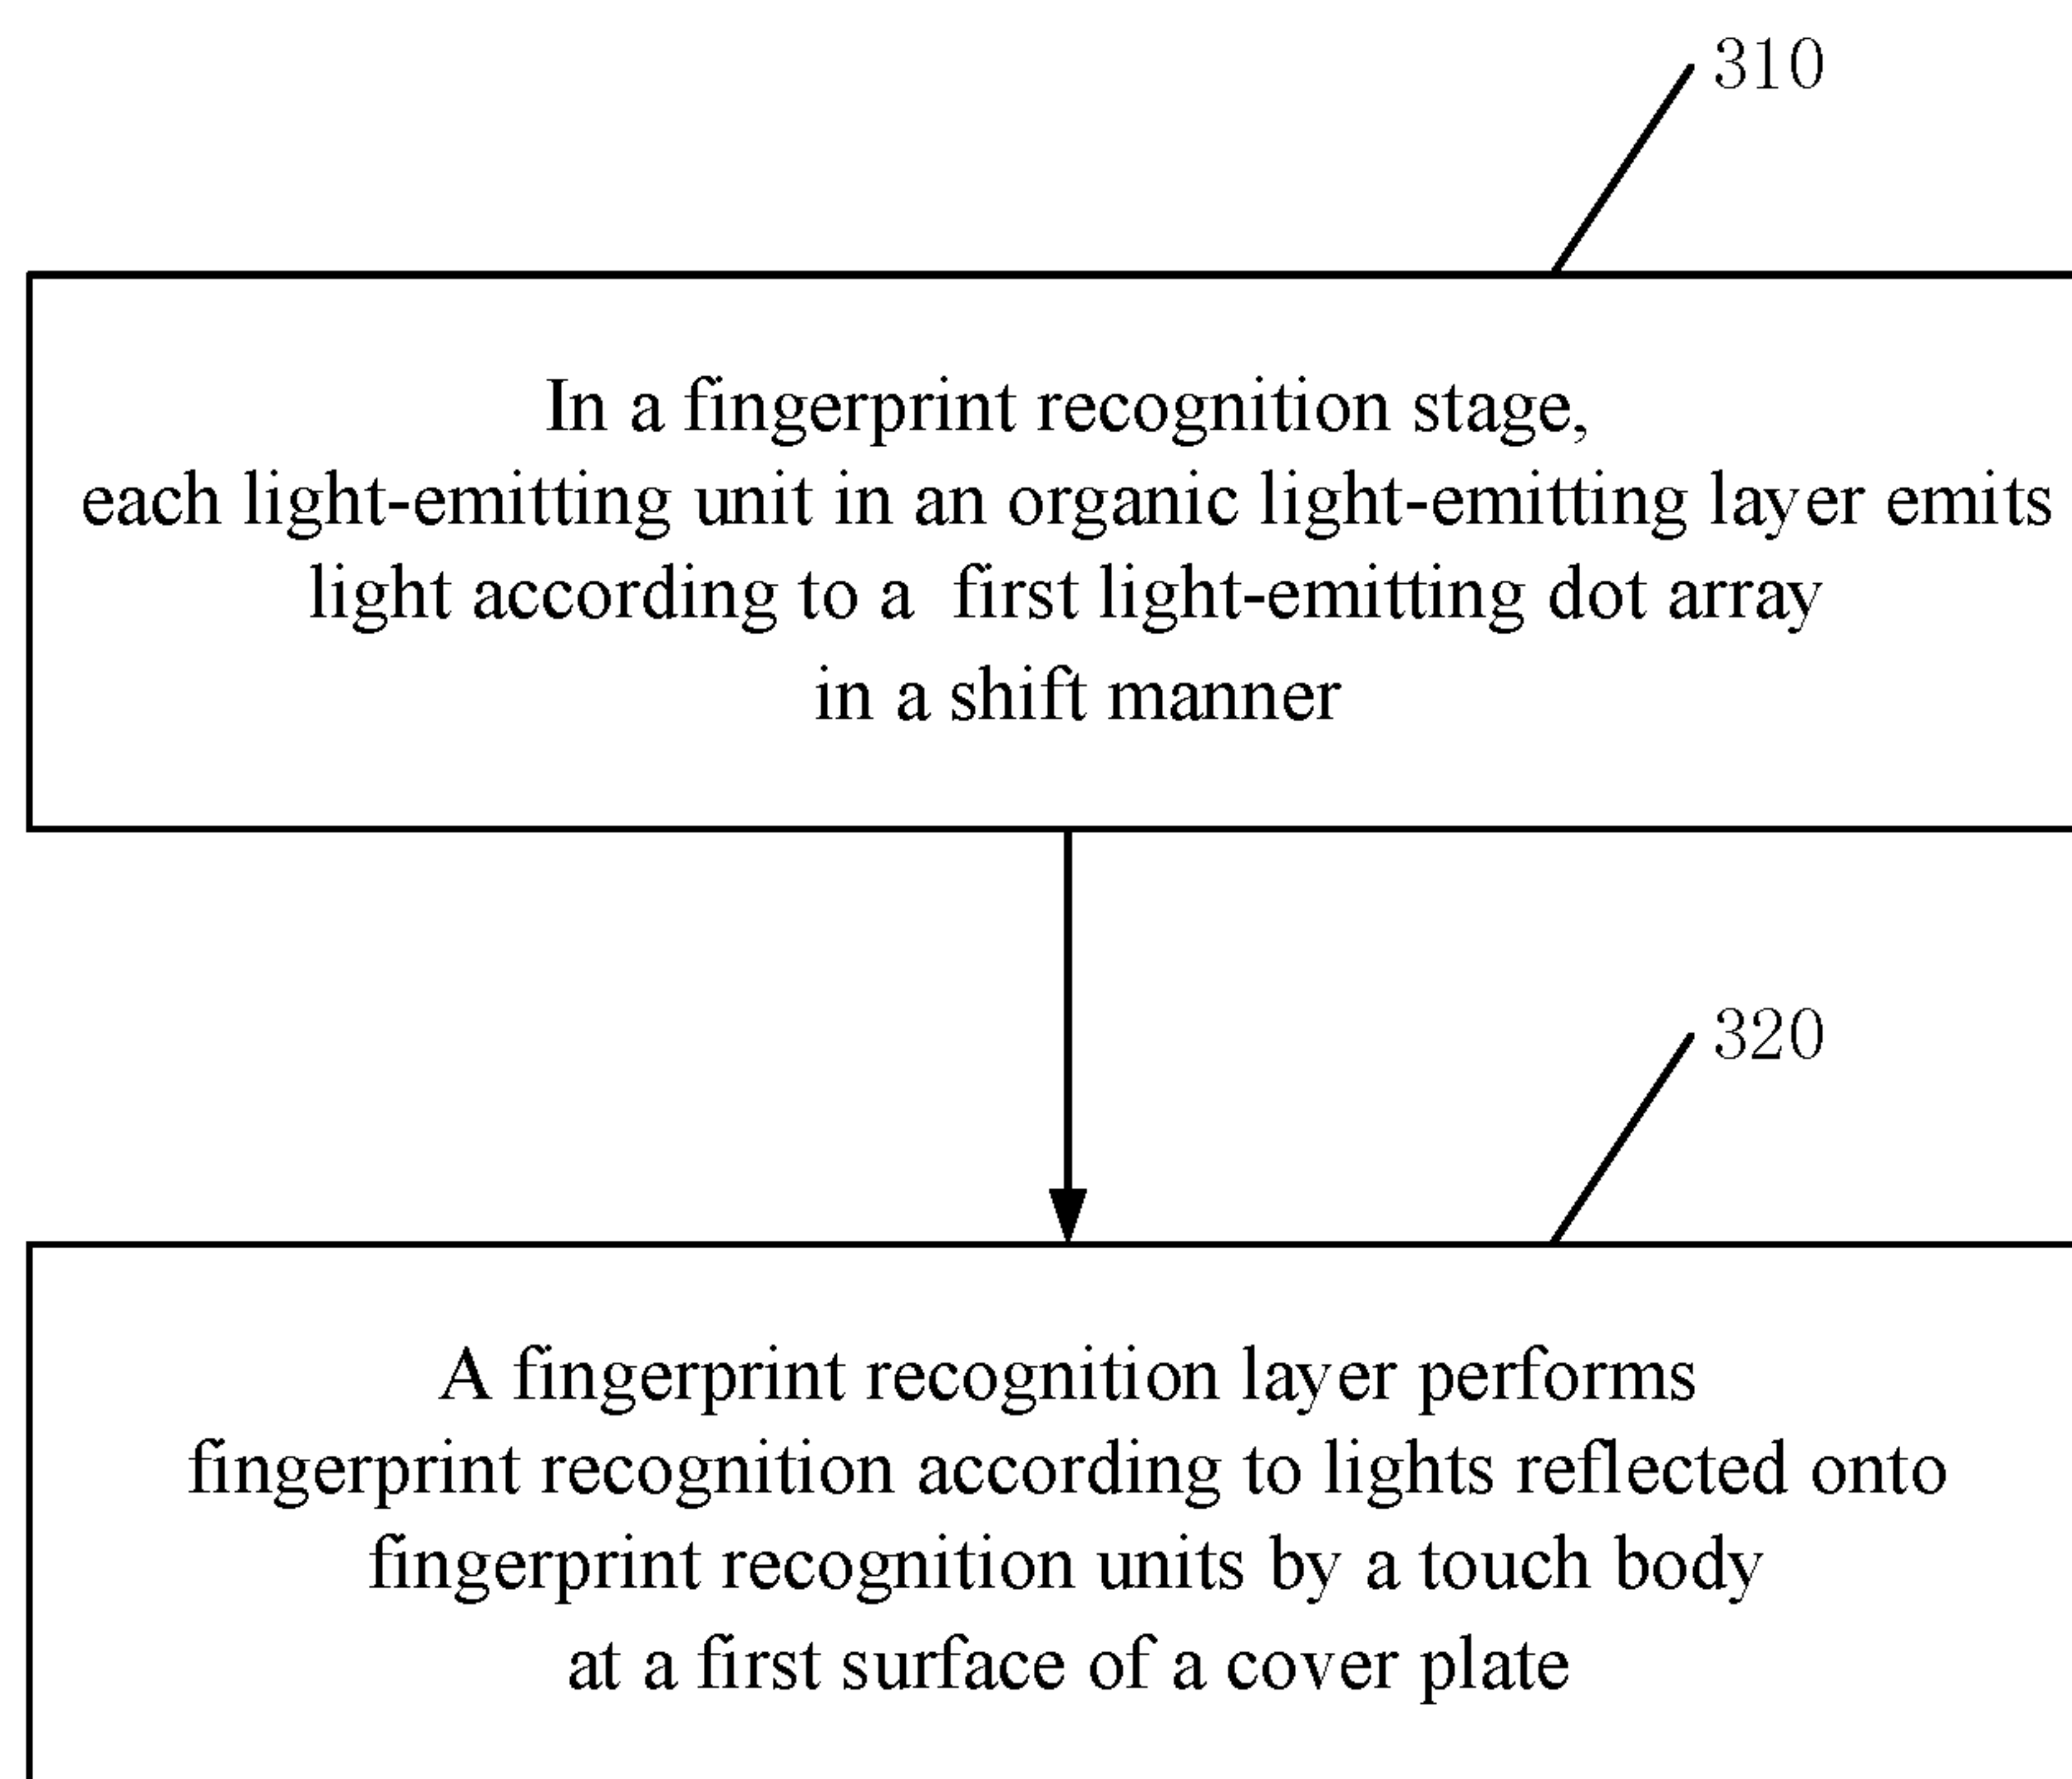 310
In a fingerprint recognition stage,
each light-emitting unit in an organic light-emitting layer emits
light according to a first light-emitting dot array
in a shift manner
320
A fingerprint recognition layer performs
fingerprint recognition according to lights reflected onto
fingerprint recognition units by a touch body
at a first surface of a cover plate